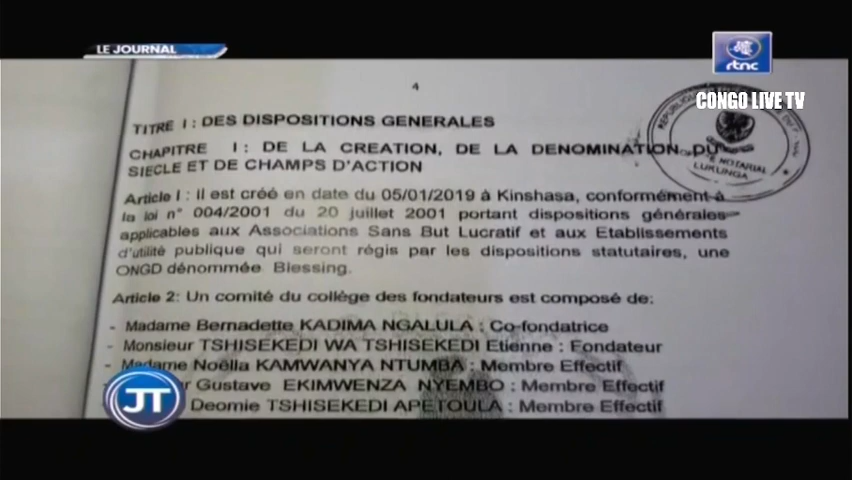 LE JOURNAL
rtnc
CONGO LIVE TV
4
TITRE I : DES DISPOSITIONS GENERALES
CHAPITRE I : DE LA CREATION, DE LA DENOMINATION DU
SIECLE ET DE CHAMPS D'ACTION
Article I : il est créé en date du 05/01/2019 à Kinshasa, conformément à
la loi n° 004/2001 du 20 juillet 2001 portant dispositions générales
applicables aux Associations Sans But Lucratif et aux Etablissements
d'utilité publique qui seront régis par les dispositions statutaires, une
ONGD dénommée Blessing.
Article 2: Un comité du collège des fondateurs est composé de:
- Madame Bernadette KADIMA NGALULA : Co-fondatrice
- Monsieur TSHISEKEDI WA TSHISEKEDI Etienne : Fondateur
- Madame Noëlla KAMWANYA NTUMBA : Membre Effectif
Gustave EKIMWENZA NYEMBO : Membre Effectif
Deomie TSHISEKEDI APETOULA : Membre Effectif
JT
NOTARIAL
LUKUNGA